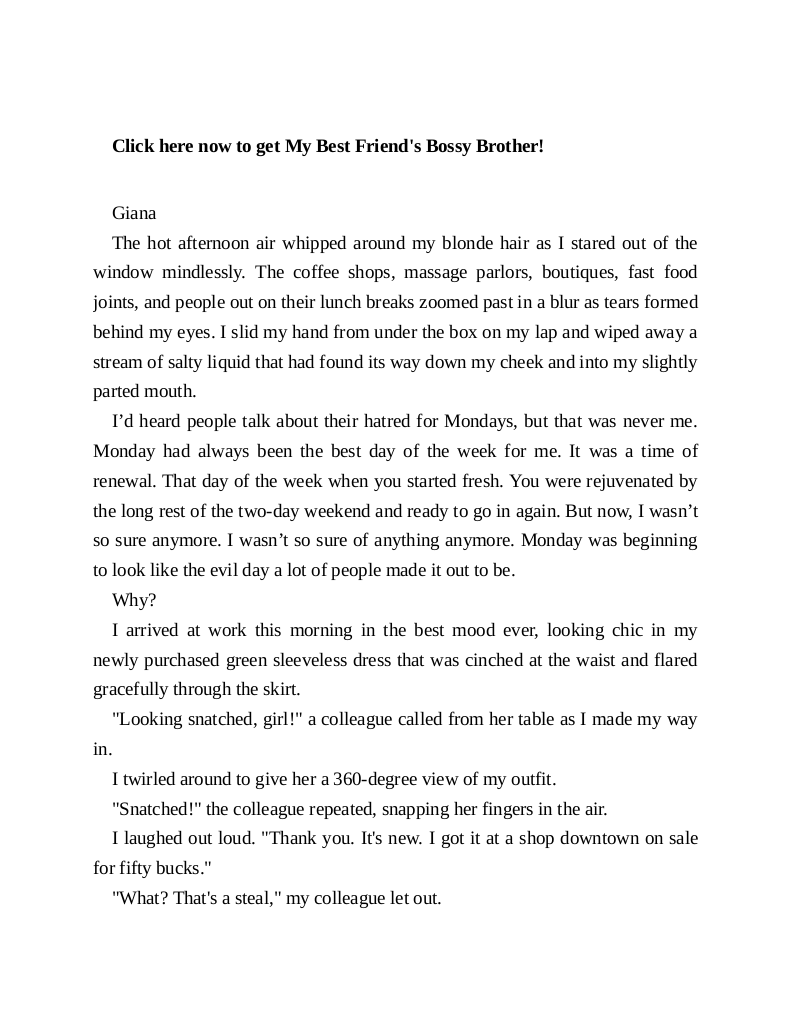 Click here now to get My Best Friend's Bossy Brother!
Giana
The hot afternoon air whipped around my blonde hair as I stared out of the
window mindlessly. The coffee shops, massage parlors, boutiques, fast food
joints, and people out on their lunch breaks zoomed past in a blur as tears formed
behind my eyes. I slid my hand from under the box on my lap and wiped away a
stream of salty liquid that had found its way down my cheek and into my slightly
parted mouth.
I’d heard people talk about their hatred for Mondays, but that was never me.
Monday had always been the best day of the week for me. It was a time of
renewal. That day of the week when you started fresh. You were rejuvenated by
the long rest of the two-day weekend and ready to go in again. But now, I wasn’t
so sure anymore. I wasn’t so sure of anything anymore. Monday was beginning
to look like the evil day a lot of people made it out to be.
Why?
I arrived at work this morning in the best mood ever, looking chic in my
newly purchased green sleeveless dress that was cinched at the waist and flared
gracefully through the skirt.
"Looking snatched, girl!" a colleague called from her table as I made my way
in.
I twirled around to give her a 360-degree view of my outfit.
"Snatched!" the colleague repeated, snapping her fingers in the air.
I laughed out loud. "Thank you. It's new. I got it at a shop downtown on sale
for fifty bucks."
"What? That's a steal," my colleague let out.